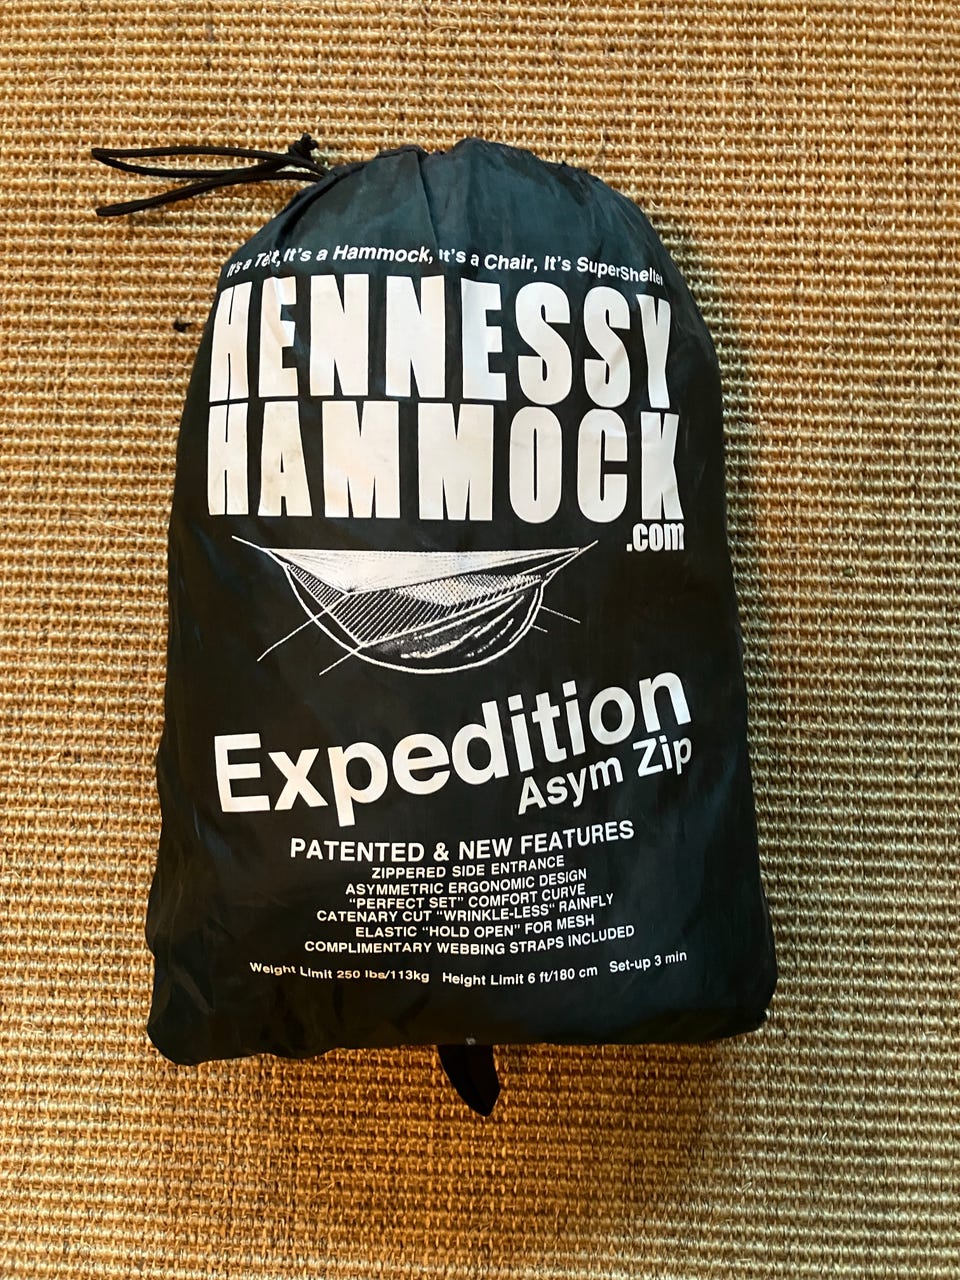 It's a Tent, It's a Hammock, It's a Chair, It's SuperShelter
HENNESSY
HAMMOCK
.com
Expedition
Asym Zip
PATENTED & NEW FEATURES
ZIPPERED SIDE ENTRANCE
ASYMMETRIC ERGONOMIC DESIGN
"PERFECT SET" COMFORT CURVE
CATENARY CUT "WRINKLE-LESS" RAINFLY
ELASTIC "HOLD OPEN" FOR MESH
COMPLIMENTARY WEBBING STRAPS INCLUDED
Weight Limit 250 lbs/113kg Height Limit 6 ft/180 cm Set-up 3 min